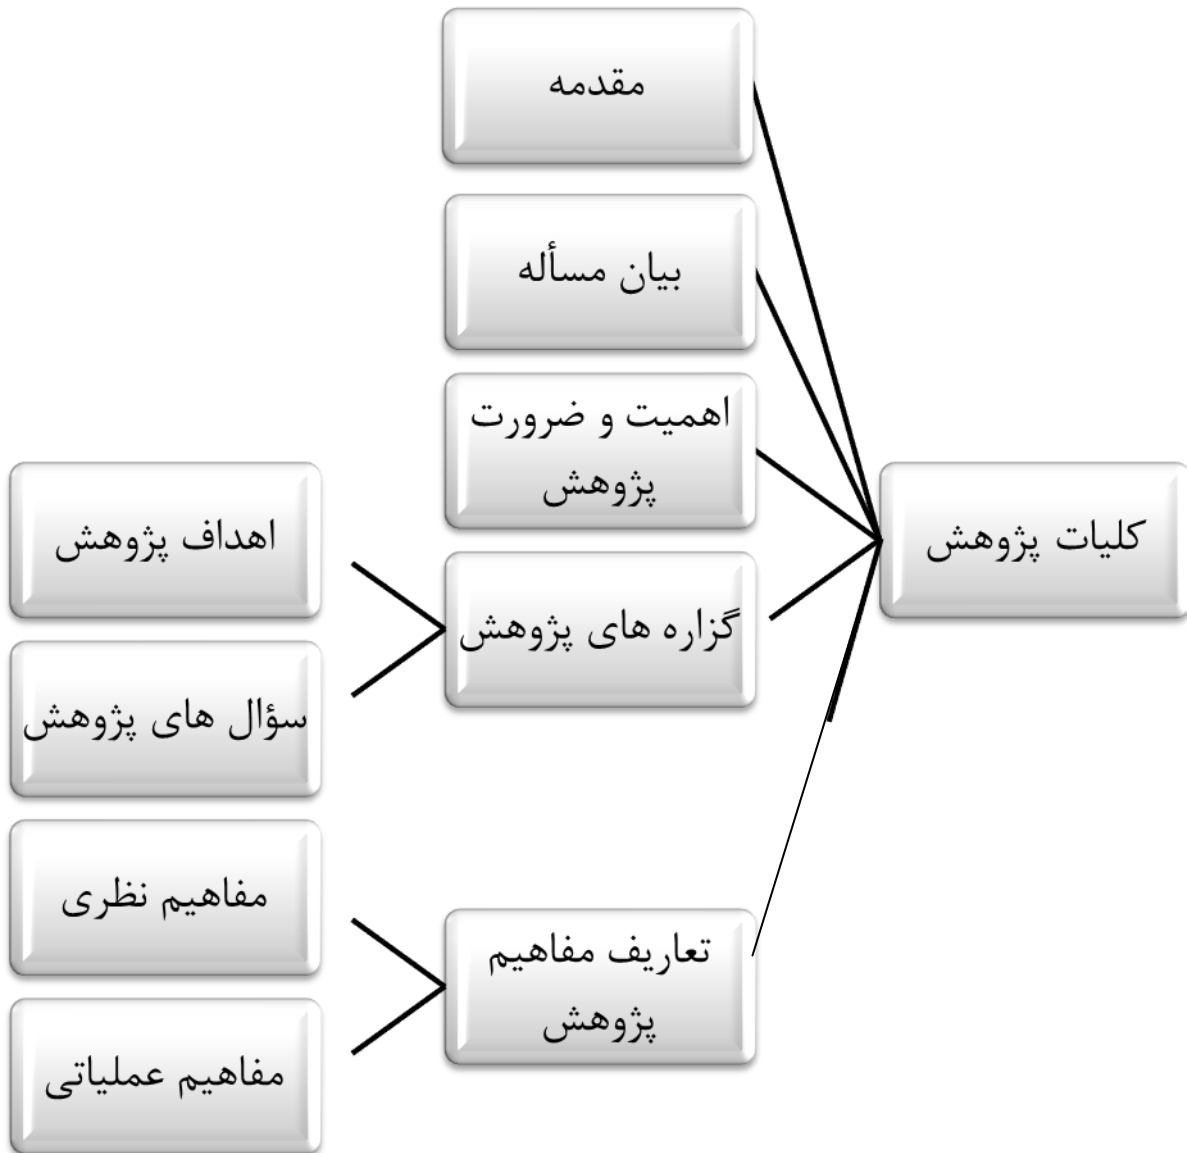 کلیات پژوهش
مقدمه
بیان مسأله
اهمیت و ضرورت
پژوهش
گزاره های پژوهش
اهداف پژوهش
سؤال های پژوهش
تعاریف مفاهیم
پژوهش
مفاهیم نظری
مفاهیم عملیاتی